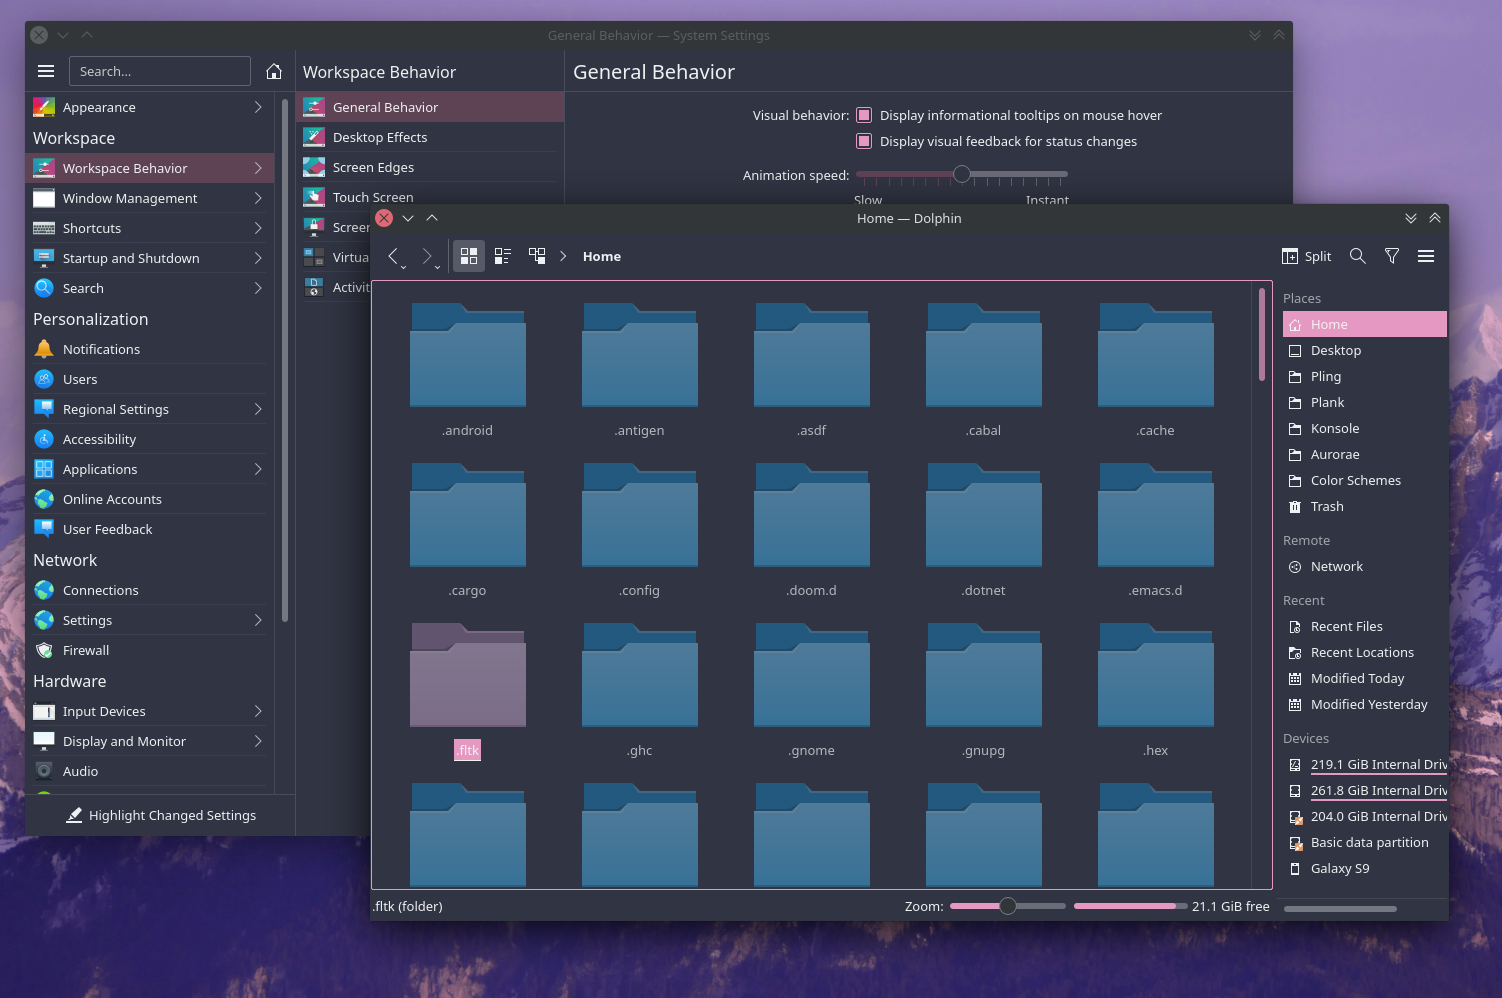 General Behavior — System Settings
Search...
Appearance
Workspace
Workspace Behavior
Window Management
Shortcuts
Startup and Shutdown
Search
Personalization
Notifications
Users
Regional Settings
Accessibility
Applications
Online Accounts
User Feedback
Network
Connections
Settings
Firewall
Hardware
Input Devices
Display and Monitor
Audio
Highlight Changed Settings
Workspace Behavior
General Behavior
Desktop Effects
Screen Edges
Touch Screen
Screen
Virtua
Activit
General Behavior
Visual behavior: Display informational tooltips on mouse hover
Display visual feedback for status changes
Animation speed:
Slow Instant
Home — Dolphin
Home
Split
.android .antigen .asdf .cabal .cache
.cargo .config .doom.d .dotnet .emacs.d
.fltk .ghc .gnome .gnupg .hex
.fltk (folder)
Zoom: 21.1 GiB free
Places
Home
Desktop
Pling
Plank
Konsole
Aurorae
Color Schemes
Trash
Remote
Network
Recent
Recent Files
Recent Locations
Modified Today
Modified Yesterday
Devices
219.1 GiB Internal Driv
261.8 GiB Internal Driv
204.0 GiB Internal Driv
Basic data partition
Galaxy S9